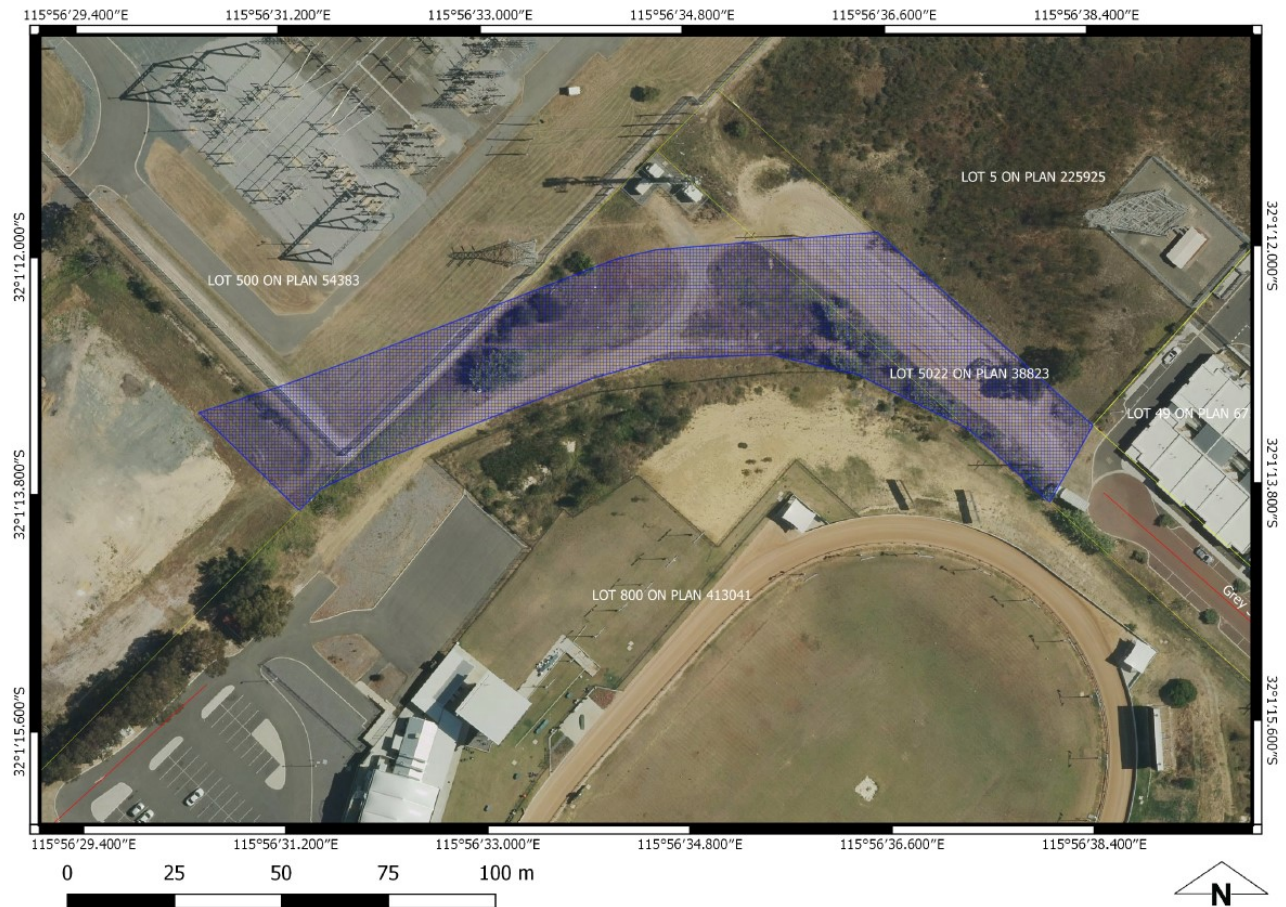 115°56'29.400"E 115°56'31.200"E 115°56'33.000"E 115°56'34.800"E 115°56'36.600"E 115°56'38.400"E
LOT 5 ON PLAN 225925
32°1'12.000"S
32°1'12.000"S
LOT 500 ON PLAN 54383
LOT 5022 ON PLAN 38823
LOT 49 ON PLAN 67
32°1'13.800"S
32°1'13.800"S
LOT 800 ON PLAN 413041
Grey
32°1'15.600"S
32°1'15.600"S
115°56'29.400"E 115°56'31.200"E 115°56'33.000"E 115°56'34.800"E 115°56'36.600"E 115°56'38.400"E
0 25 50 75 100 m
N